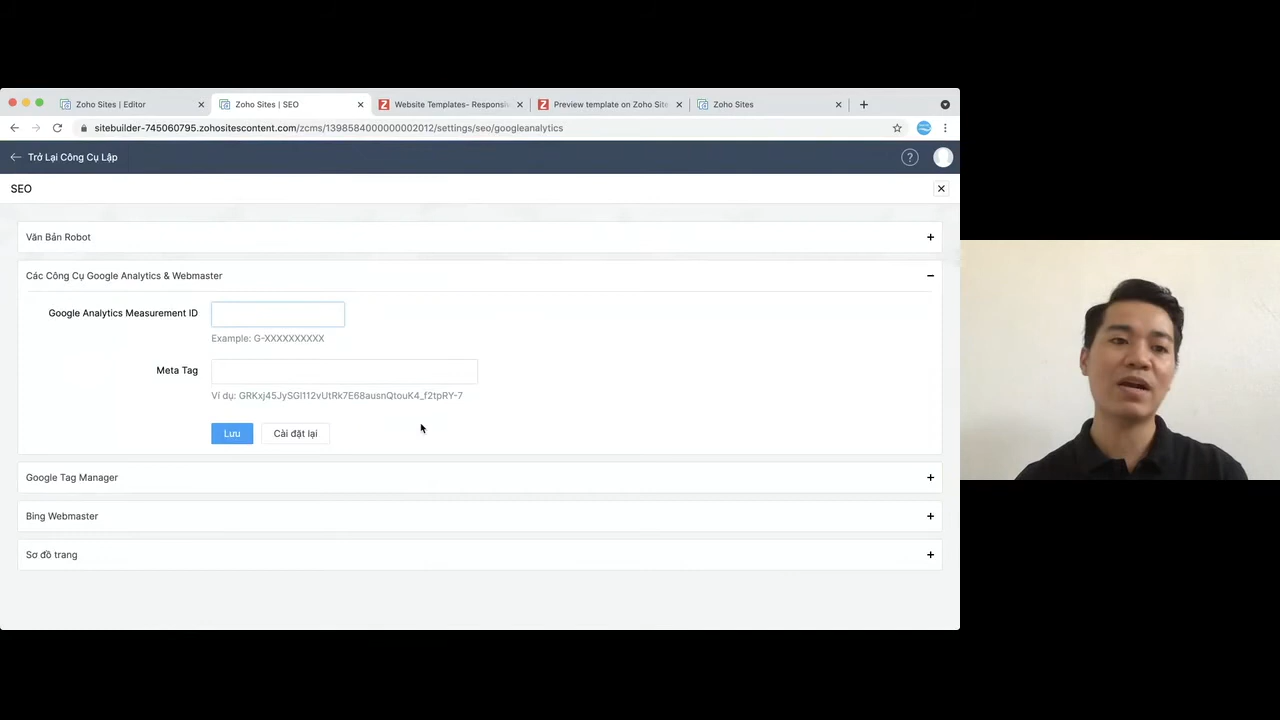 Zoho Sites | Editor
Zoho Sites | SEO
Website Templates- Responsiv
Preview template on Zoho Site
Zoho Sites
sitebuilder-745060795.zohositescontent.com/zcms/1398584000000002012/settings/seo/googleanalytics
Trở Lại Công Cụ Lập
SEO
Văn Bản Robot
Các Công Cụ Google Analytics & Webmaster
Google Analytics Measurement ID
Example: G-XXXXXXXXXX
Meta Tag
Ví dụ: GRKxj45JySGl112vUtRk7E68ausnQtouK4_f2tpRY-7
Lưu
Cài đặt lại
Google Tag Manager
Bing Webmaster
Sơ đồ trang